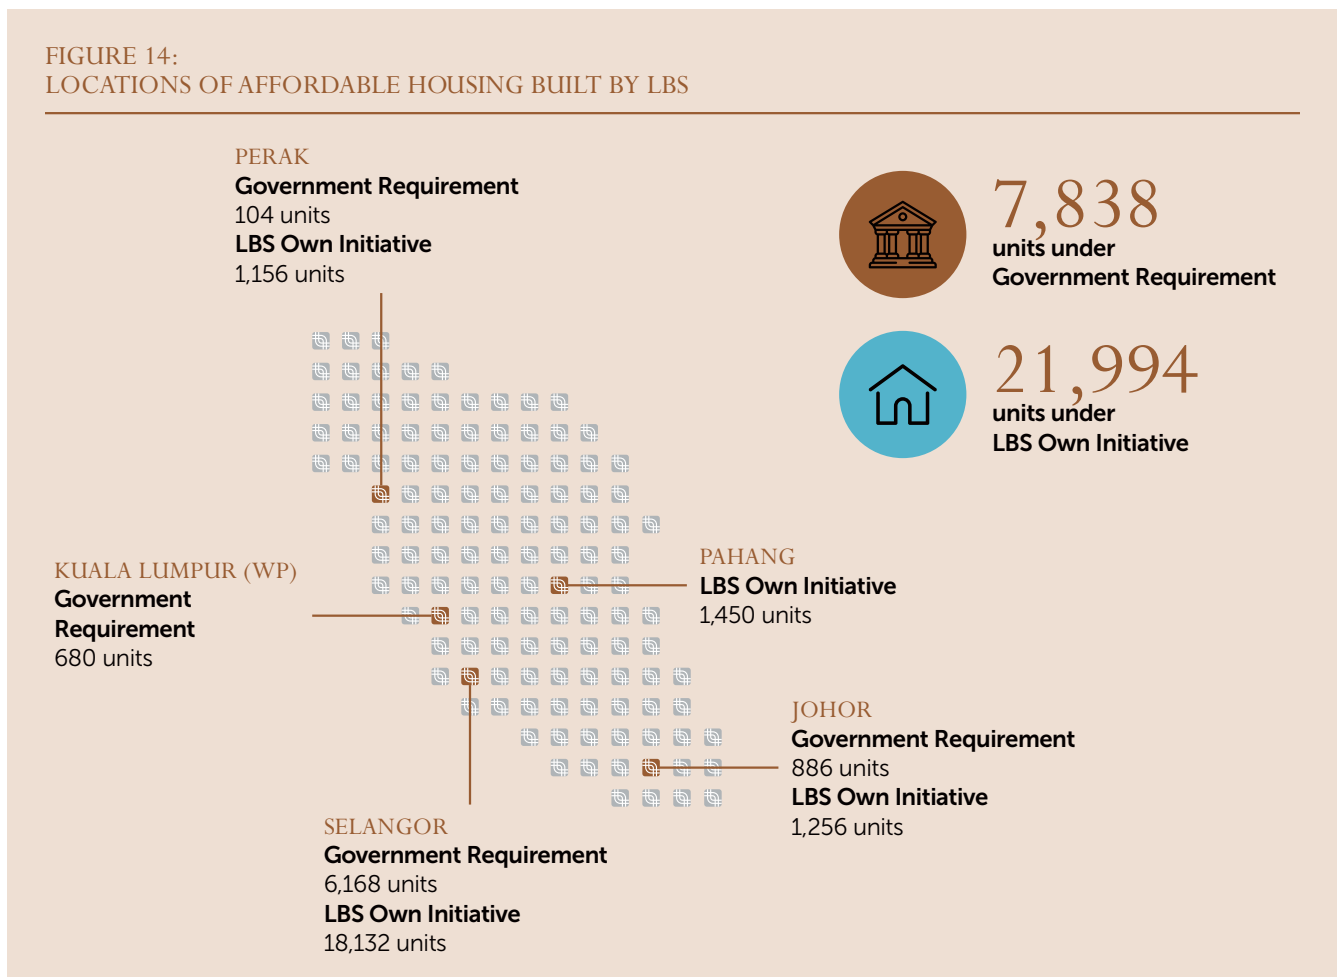 FIGURE 14:
LOCATIONS OF AFFORDABLE HOUSING BUILT BY LBS
PERAK
Government Requirement
104 units
LBS Own Initiative
1,156 units
7,838
units under
Government Requirement
21,994
units under
LBS Own Initiative
KUALA LUMPUR (WP)
Government
Requirement
680 units
PAHANG
LBS Own Initiative
1,450 units
JOHOR
Government Requirement
886 units
LBS Own Initiative
1,256 units
SELANGOR
Government Requirement
6,168 units
LBS Own Initiative
18,132 units